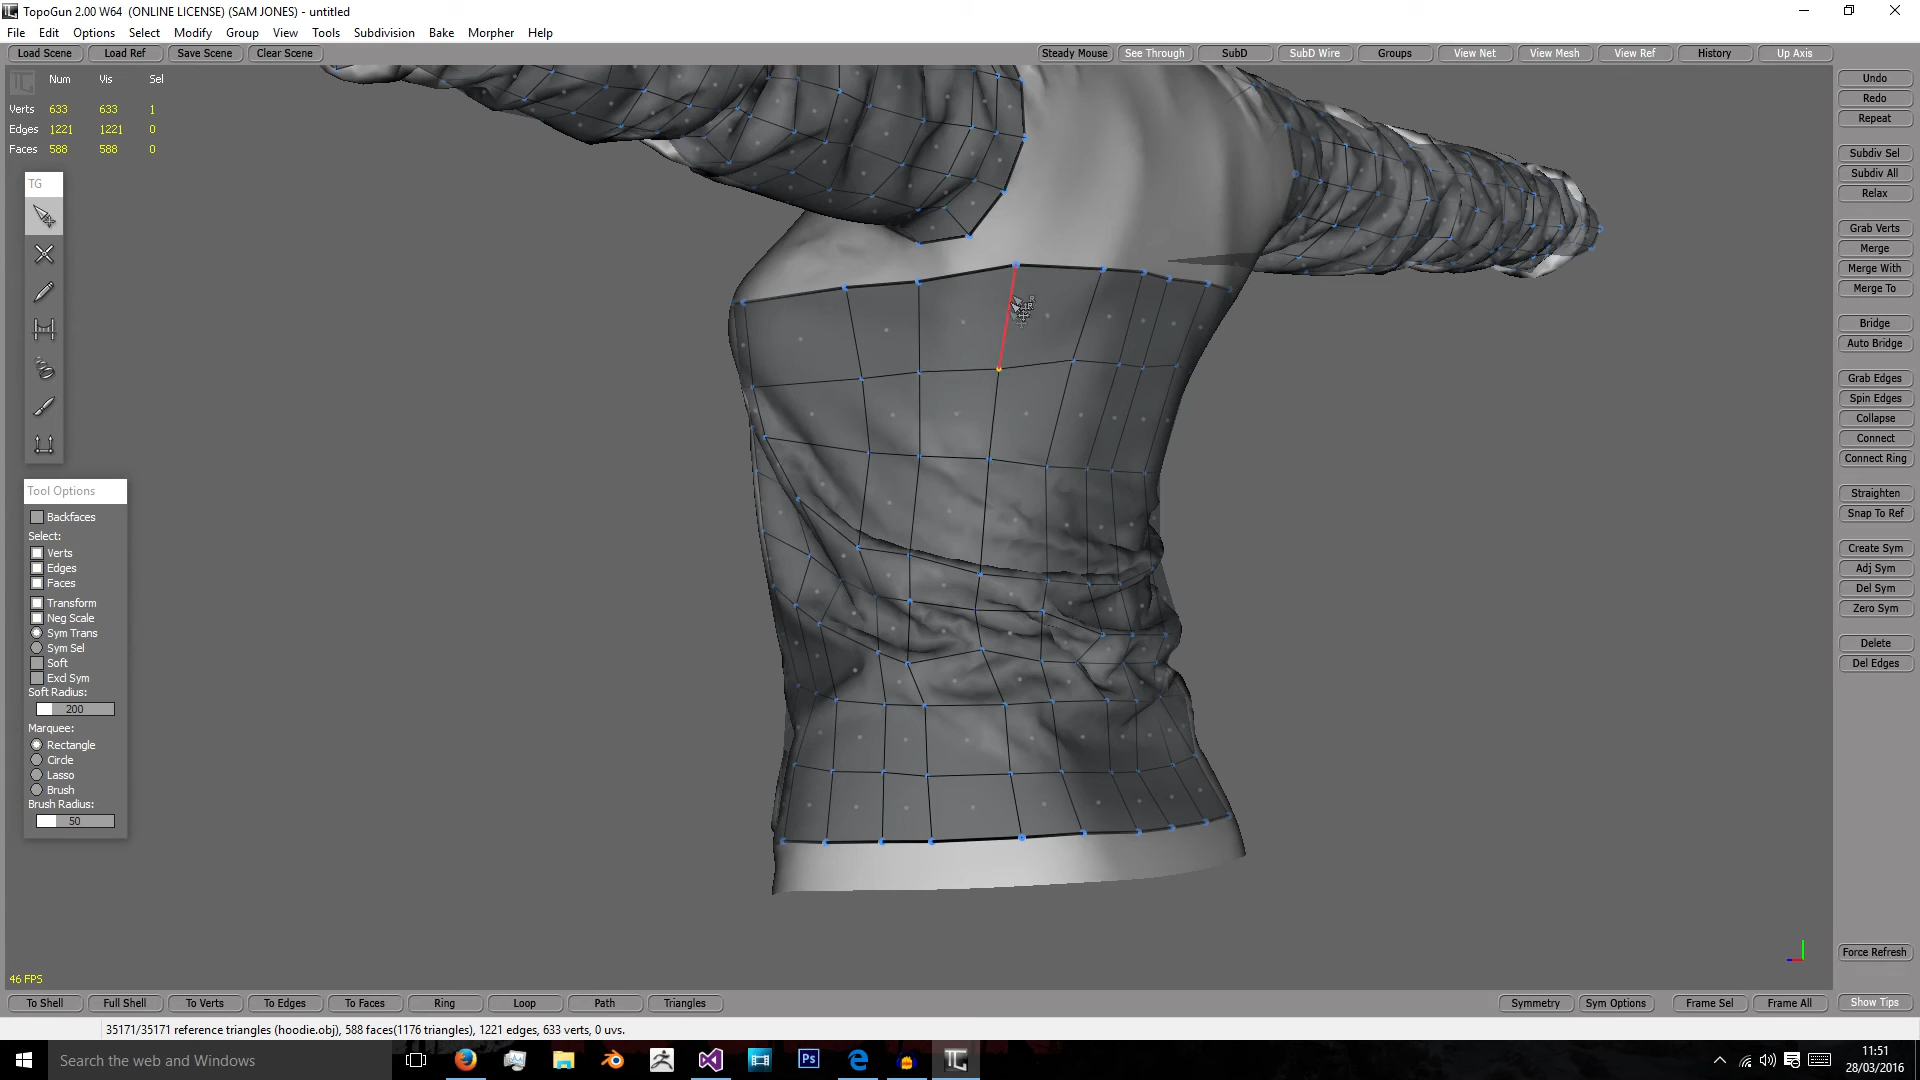 TopoGun 2.00 W64 (ONLINE LICENSE) (SAM JONES) - untitled
File Edit Options Select Modify Group View Tools Subdivision Bake Morpher Help
Load Scene Load Ref Save Scene Clear Scene Steady Mouse See Through SubD SubD Wire Groups View Net View Mesh View Ref History Up Axis
Num Vis Sel
Verts 633 633 1
Edges 1221 1221 0
Faces 588 588 0
TG
Tool Options
Backfaces
Select:
Verts
Edges
Faces
Transform
Neg Scale
Sym Trans
Sym Sel
Soft
Excl Sym
Soft Radius:
200
Marquee:
Rectangle
Circle
Lasso
Brush
Brush Radius:
50
Undo
Redo
Repeat
Subdiv Sel
Subdiv All
Relax
Grab Verts
Merge
Merge With
Merge To
Bridge
Auto Bridge
Grab Edges
Spin Edges
Collapse
Connect
Connect Ring
Straighten
Snap To Ref
Create Sym
Adj Sym
Del Sym
Zero Sym
Delete
Del Edges
Force Refresh
Show Tips
46 FPS
To Shell Full Shell To Verts To Edges To Faces Ring Loop Path Triangles Symmetry Sym Options Frame Sel Frame All
35171/35171 reference triangles (hoodie.obj), 588 faces(1176 triangles), 1221 edges, 633 verts, 0 uvs.
Search the web and Windows
Ps
11:51
28/03/2016